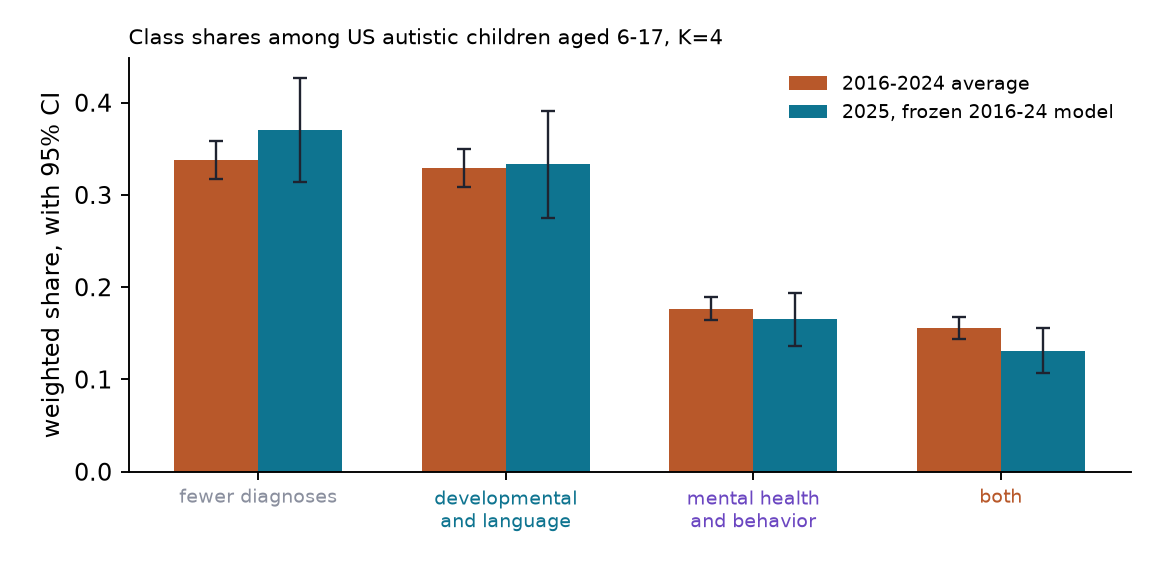 Class shares among US autistic children aged 6-17, K=4
2016-2024 average
2025, frozen 2016-24 model
weighted share, with 95% CI
0.4
0.3
0.2
0.1
0.0
fewer diagnoses
developmental
and language
mental health
and behavior
both